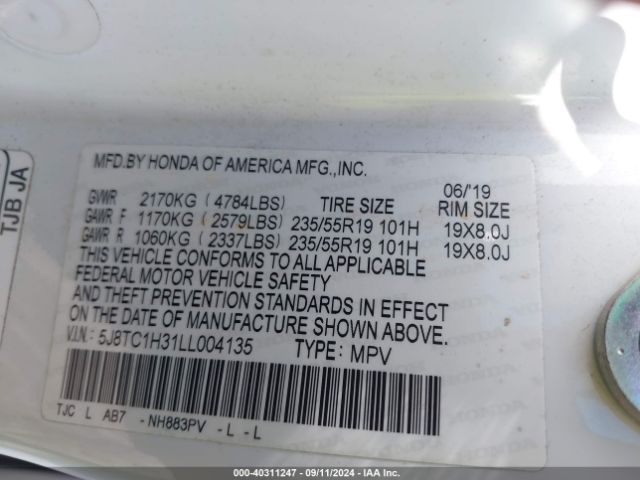 TJB JA
MFD.BY HONDA OF AMERICA MFG.,INC.
06/'19
GVWR 2170KG ( 4784LBS) TIRE SIZE RIM SIZE
GAWR F 1170KG ( 2579LBS) 235/55R19 101H 19X8.0J
GAWR R 1060KG ( 2337LBS) 235/55R19 101H 19X8.0J
THIS VEHICLE CONFORMS TO ALL APPLICABLE
FEDERAL MOTOR VEHICLE SAFETY
AND THEFT PREVENTION STANDARDS IN EFFECT
ON THE DATE OF MANUFACTURE SHOWN ABOVE.
V.I.N.: 5J8TC1H31LL004135 TYPE: MPV
TJC L AB7 -NH883PV -L -L
000-40311247 - 09/11/2024 - IAA Inc.